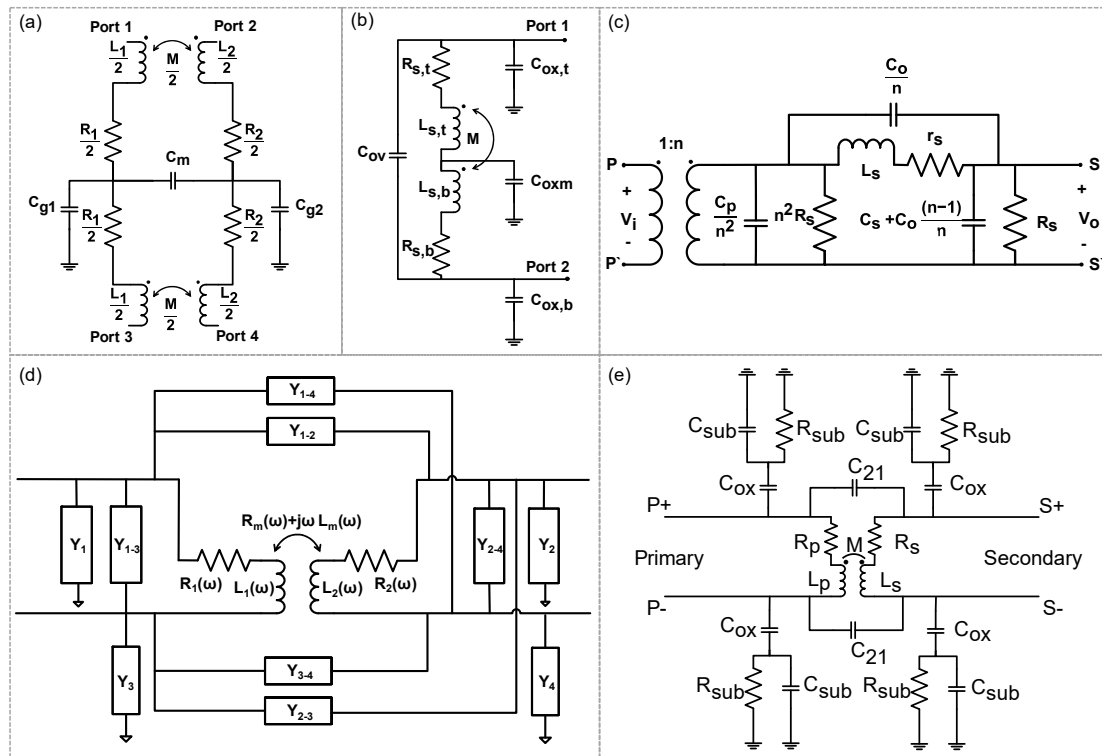 (a)
Port 1 Port 2
L1/2 M/2 L2/2
R1/2 R2/2
Cm
Cg1 R1/2 R2/2 Cg2
L1/2 M/2 L2/2
Port 3 Port 4
(b)
Port 1
Rs,t Cox,t
Ls,t M
Cov
Ls,b Coxm
Rs,b
Port 2
Cox,b
(c)
Co/n
1:n Ls rs
P S
+ Vi - Cp/n² n²Rs Cs+Co (n−1)/n Rs + Vo -
P` S`
(d)
Y1-4
Y1-2
Y1 Y1-3 Rm(ω)+jω Lm(ω) Y2-4 Y2
R1(ω) L1(ω) L2(ω) R2(ω)
Y3 Y3-4 Y4
Y2-3
(e)
Csub Rsub Csub Rsub
Cox C21 Cox
P+ S+
Rp M Rs
Primary Secondary
Lp Ls
P- S-
Cox C21 Cox
Rsub Csub Rsub Csub